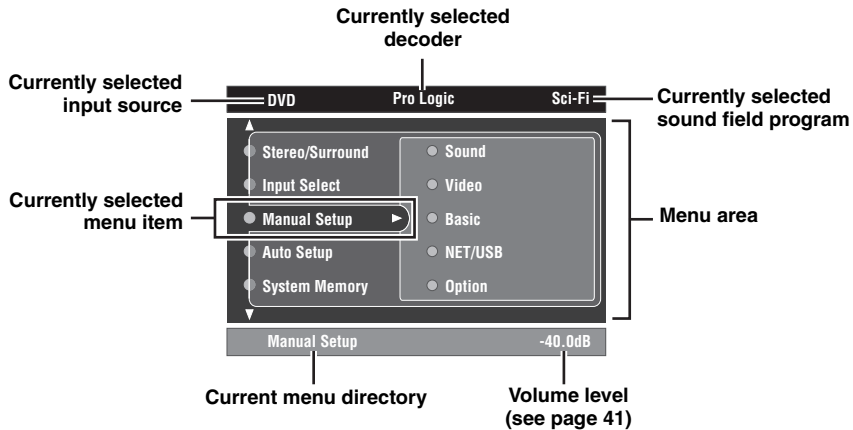 Currently selected
decoder
Currently selected
input source
DVD
Pro Logic
Sci-Fi
Currently selected
sound field program
Stereo/Surround
Input Select
Manual Setup
Auto Setup
System Memory
Sound
Video
Basic
NET/USB
Option
Currently selected
menu item
Menu area
Manual Setup
-40.0dB
Current menu directory
Volume level
(see page 41)